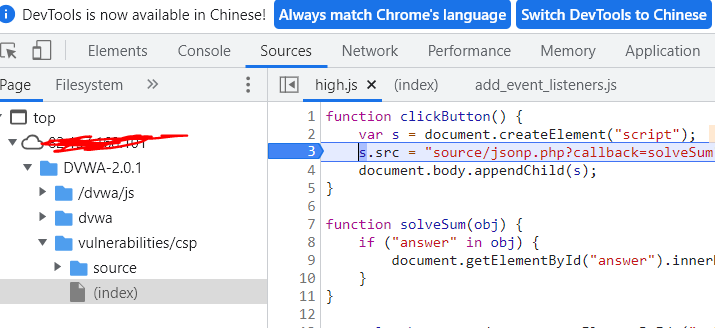 DevTools is now available in Chinese!
Always match Chrome's language
Switch DevTools to Chinese
Elements
Console
Sources
Network
Performance
Memory
Application
Page
Filesystem
high.js
(index)
add_event_listeners.js
top
DVWA-2.0.1
/dvwa/js
dvwa
vulnerabilities/csp
source
(index)
1 function clickButton() {
2 var s = document.createElement("script");
3 s.src = "source/jsonp.php?callback=solveSum
4 document.body.appendChild(s);
5 }
6
7 function solveSum(obj) {
8 if ("answer" in obj) {
9 document.getElementById("answer").innerH
10 }
11 }
12